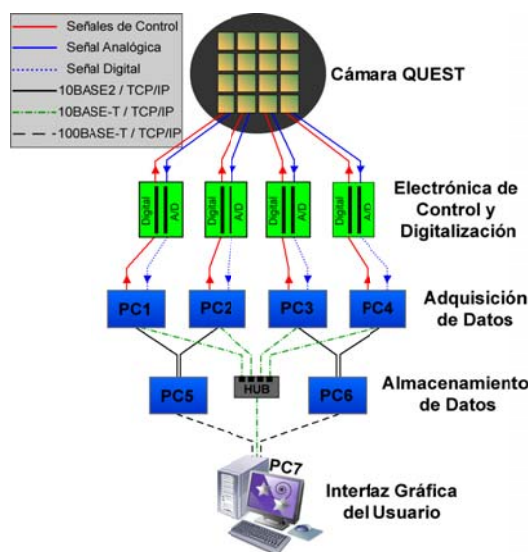 Señales de Control
Señal Analógica
Señal Digital
10BASE2 / TCP/IP
10BASE-T / TCP/IP
100BASE-T / TCP/IP
Cámara QUEST
Digital
A/D
Digital
A/D
Digital
A/D
Digital
A/D
Electrónica de
Control y
Digitalización
PC1
PC2
PC3
PC4
Adquisición
de Datos
PC5
HUB
PC6
Almacenamiento
de Datos
PC7
Interfaz Gráfica
del Usuario